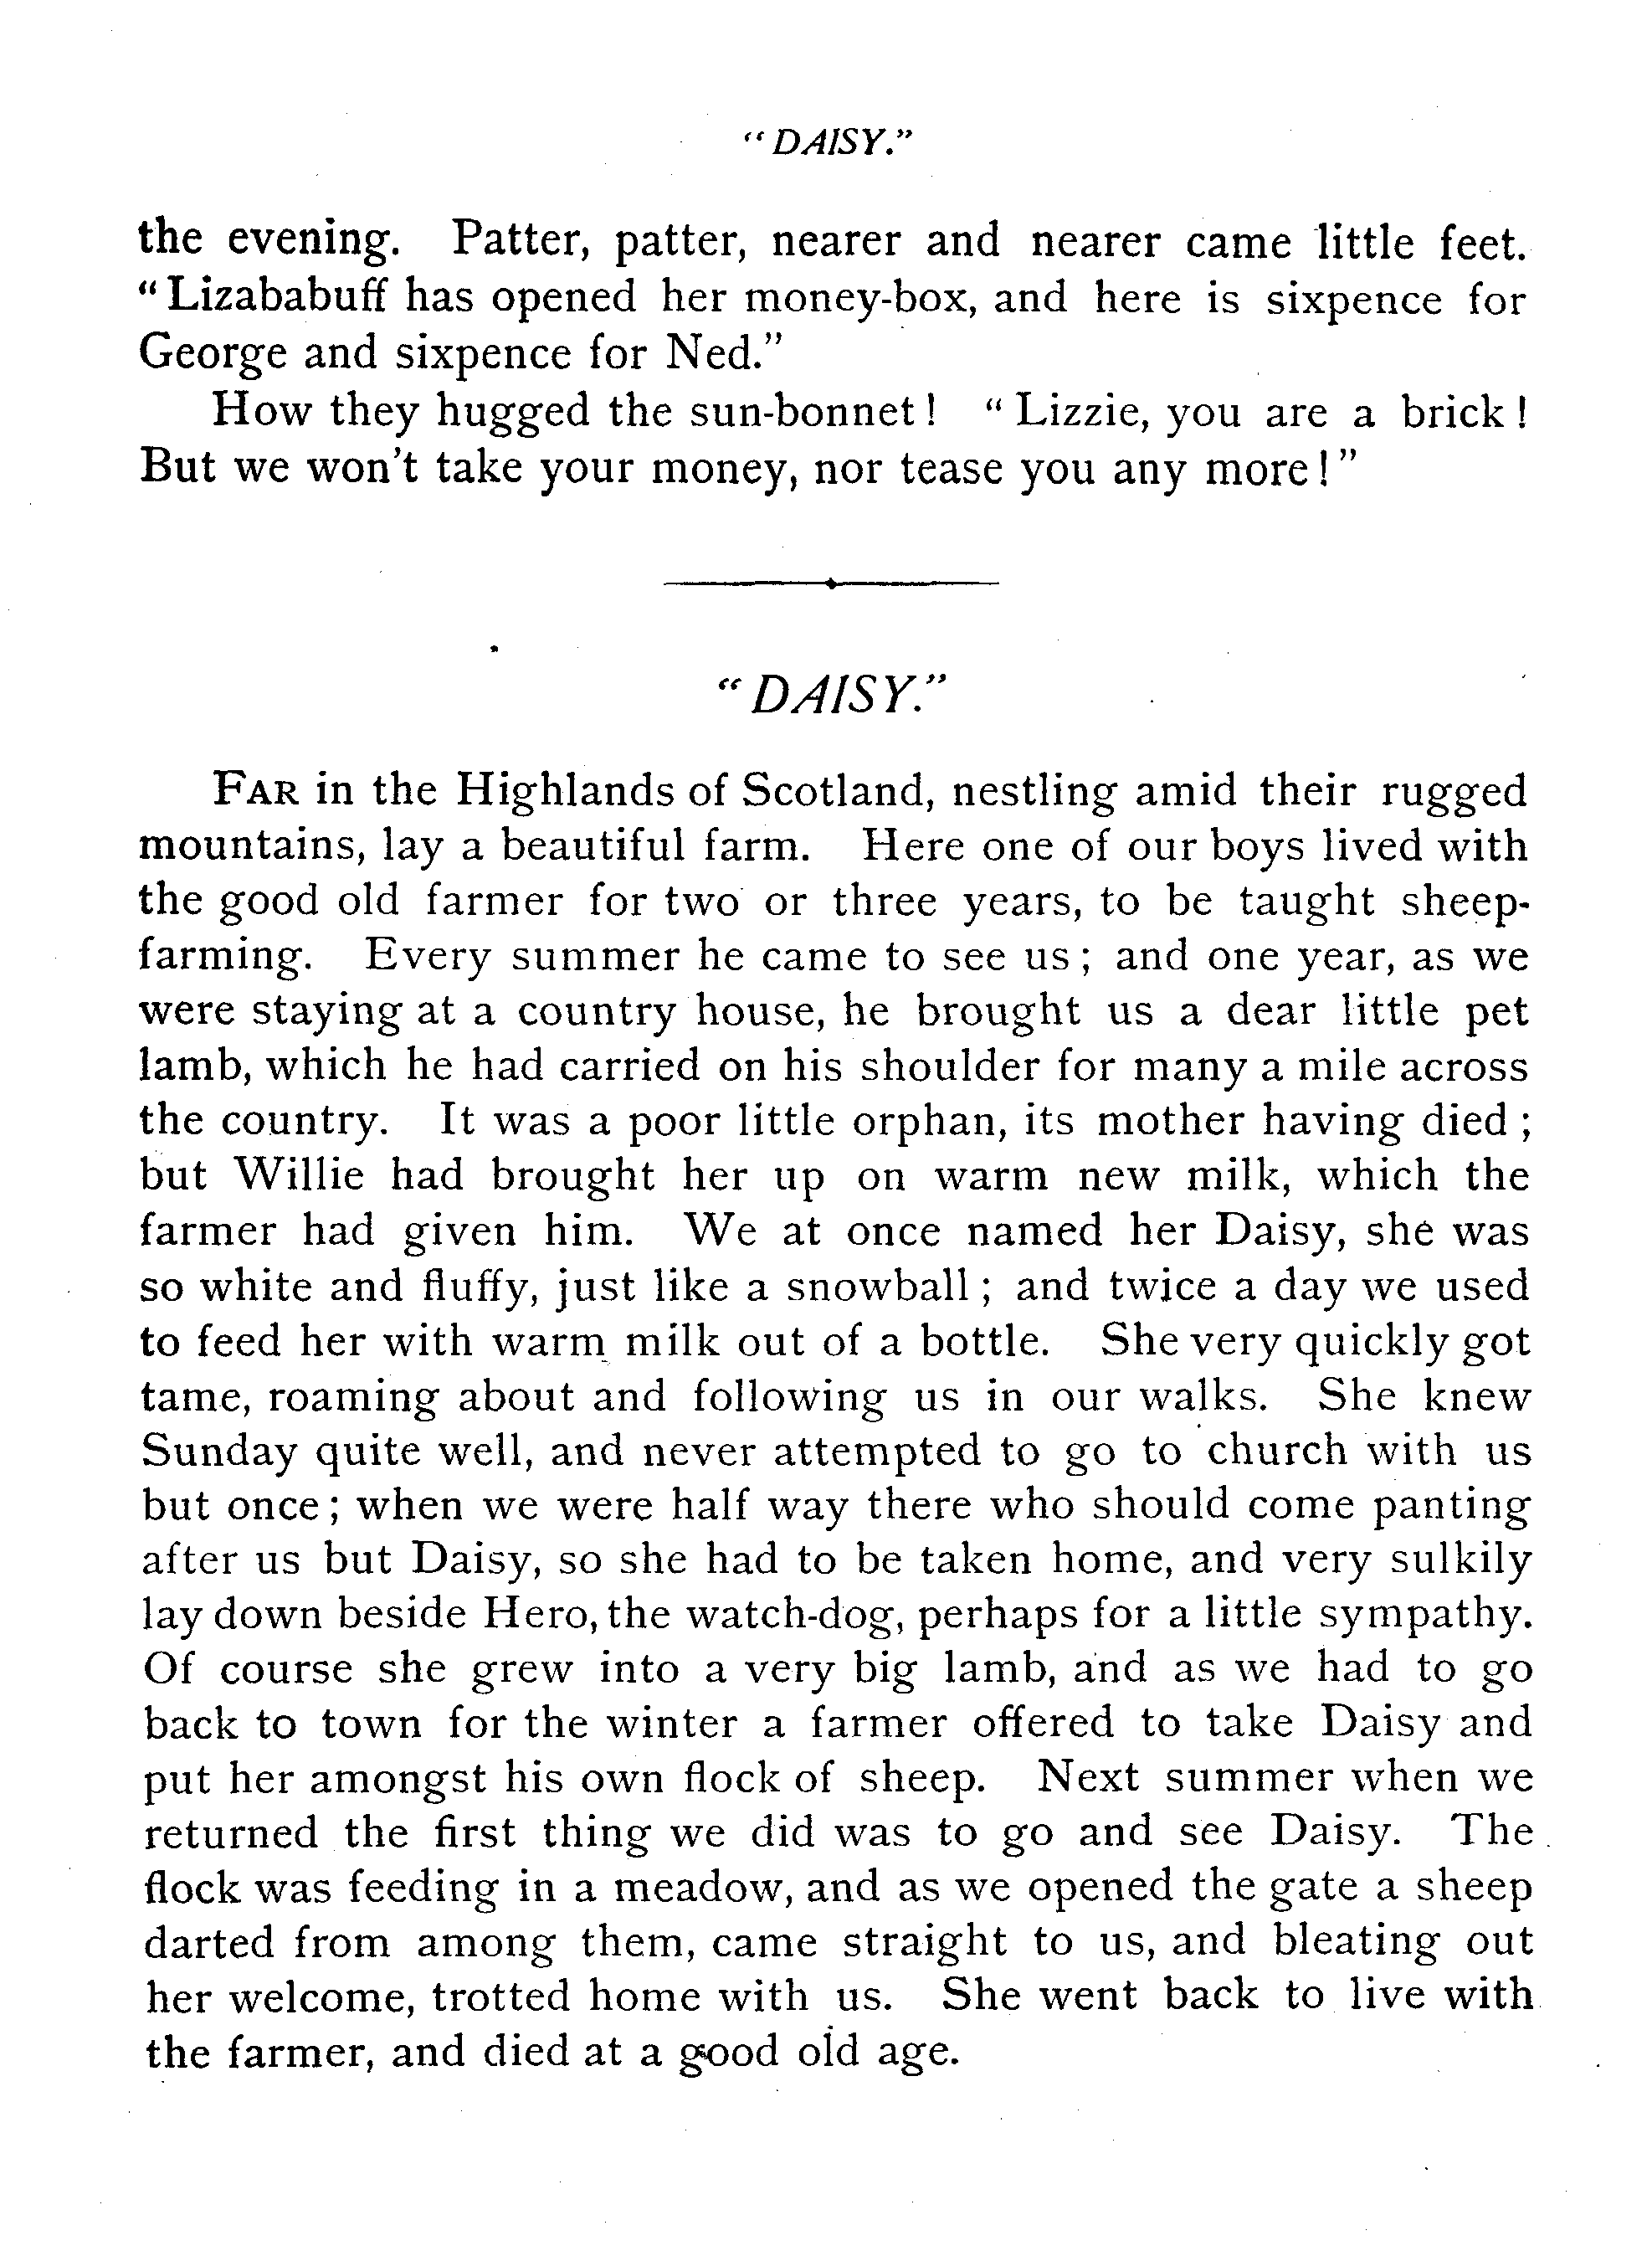 “DAISY.”
the evening. Patter, patter, nearer and nearer came little feet.
“Lizababuff has opened her money-box, and here is sixpence for
George and sixpence for Ned.”
How they hugged the sun-bonnet! “Lizzie, you are a brick!
But we won't take your money, nor tease you any more!”
“DAISY.”
FAR in the Highlands of Scotland, nestling amid their rugged
mountains, lay a beautiful farm. Here one of our boys lived with
the good old farmer for two or three years, to be taught sheep-
farming. Every summer he came to see us; and one year, as we
were staying at a country house, he brought us a dear little pet
lamb, which he had carried on his shoulder for many a mile across
the country. It was a poor little orphan, its mother having died;
but Willie had brought her up on warm new milk, which the
farmer had given him. We at once named her Daisy, she was
so white and fluffy, just like a snowball; and twice a day we used
to feed her with warm milk out of a bottle. She very quickly got
tame, roaming about and following us in our walks. She knew
Sunday quite well, and never attempted to go to church with us
but once; when we were half way there who should come panting
after us but Daisy, so she had to be taken home, and very sulkily
lay down beside Hero, the watch-dog, perhaps for a little sympathy.
Of course she grew into a very big lamb, and as we had to go
back to town for the winter a farmer offered to take Daisy and
put her amongst his own flock of sheep. Next summer when we
returned the first thing we did was to go and see Daisy. The
flock was feeding in a meadow, and as we opened the gate a sheep
darted from among them, came straight to us, and bleating out
her welcome, trotted home with us. She went back to live with
the farmer, and died at a good old age.